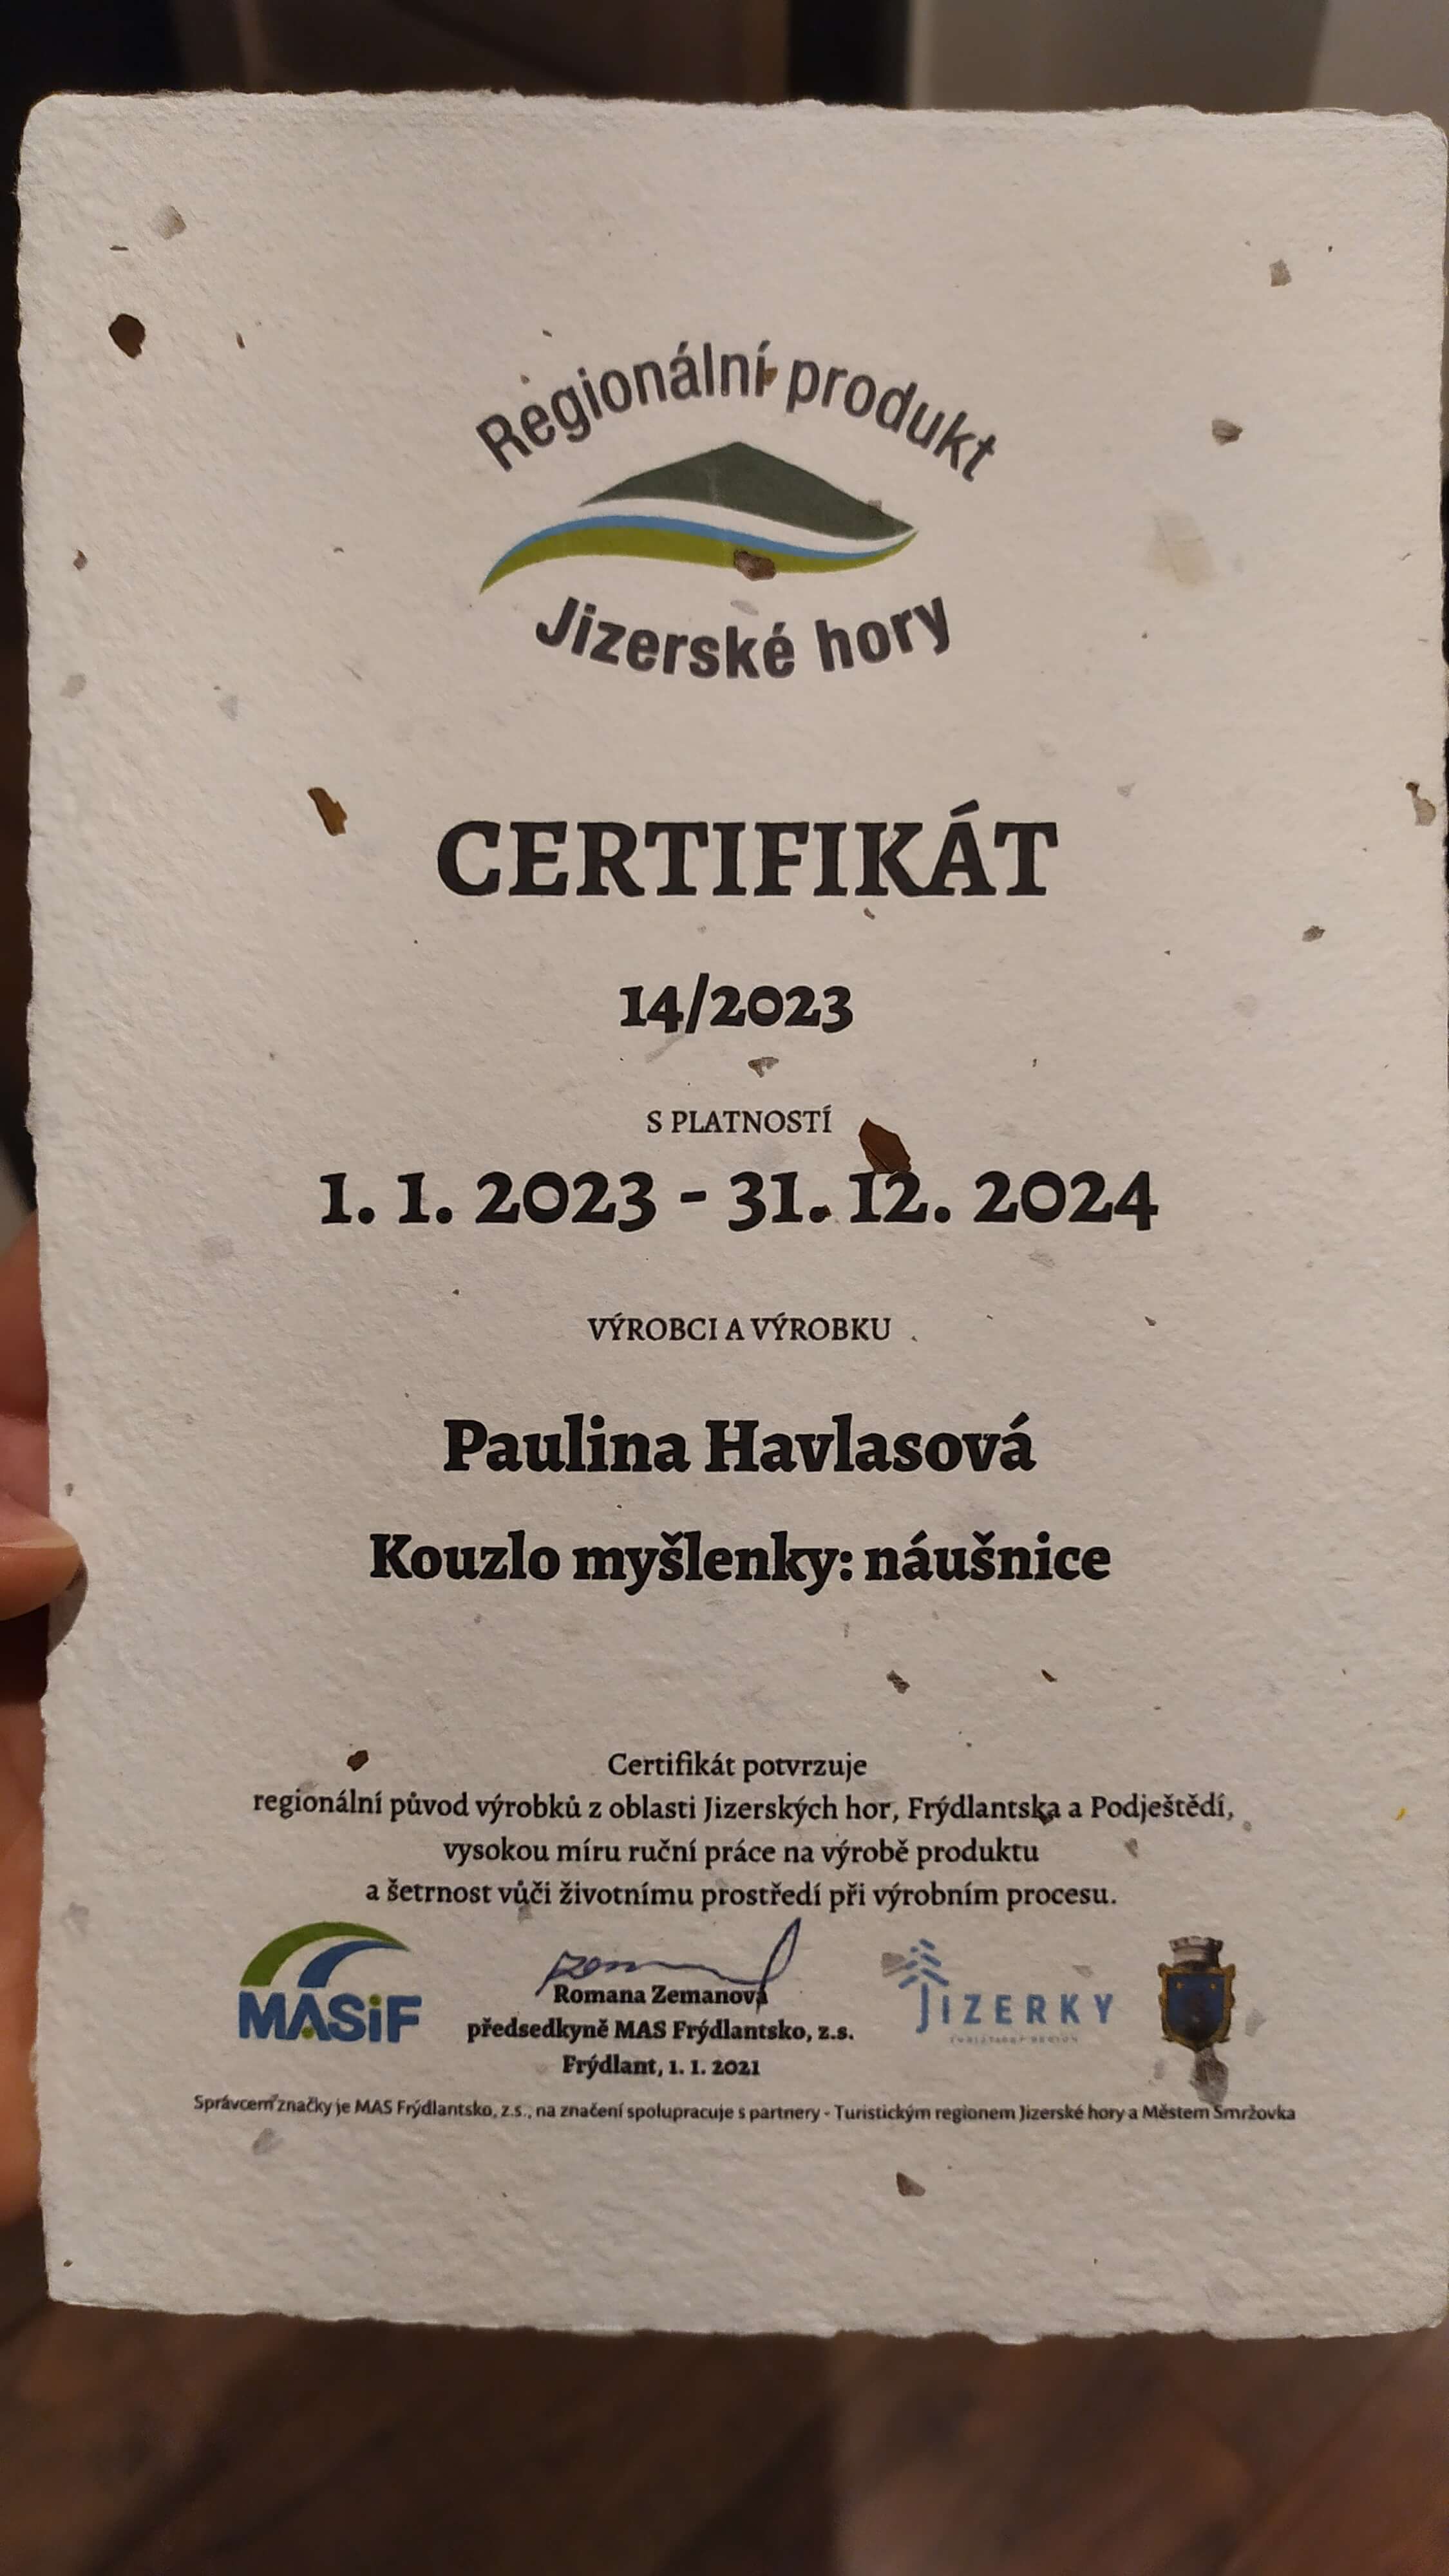 Regionální produkt
Jizerské hory
CERTIFIKÁT
14/2023
S PLATNOSTÍ
1. 1. 2023 - 31. 12. 2024
VÝROBCI A VÝROBKU
Paulina Havlasová
Kouzlo myšlenky: náušnice
Certifikát potvrzuje
regionální původ výrobků z oblasti Jizerských hor, Frýdlantska a Podještědí,
vysokou míru ruční práce na výrobě produktu
a šetrnost vůči životnímu prostředí při výrobním procesu.
MASiF
Romana Zemanová
předsedkyně MAS Frýdlantsko, z.s.
Frýdlant, 1. 1. 2021
JIZERKY
Správcem značky je MAS Frýdlantsko, z.s., na značení spolupracuje s partnery - Turistickým regionem Jizerské hory a Městem Smržovka